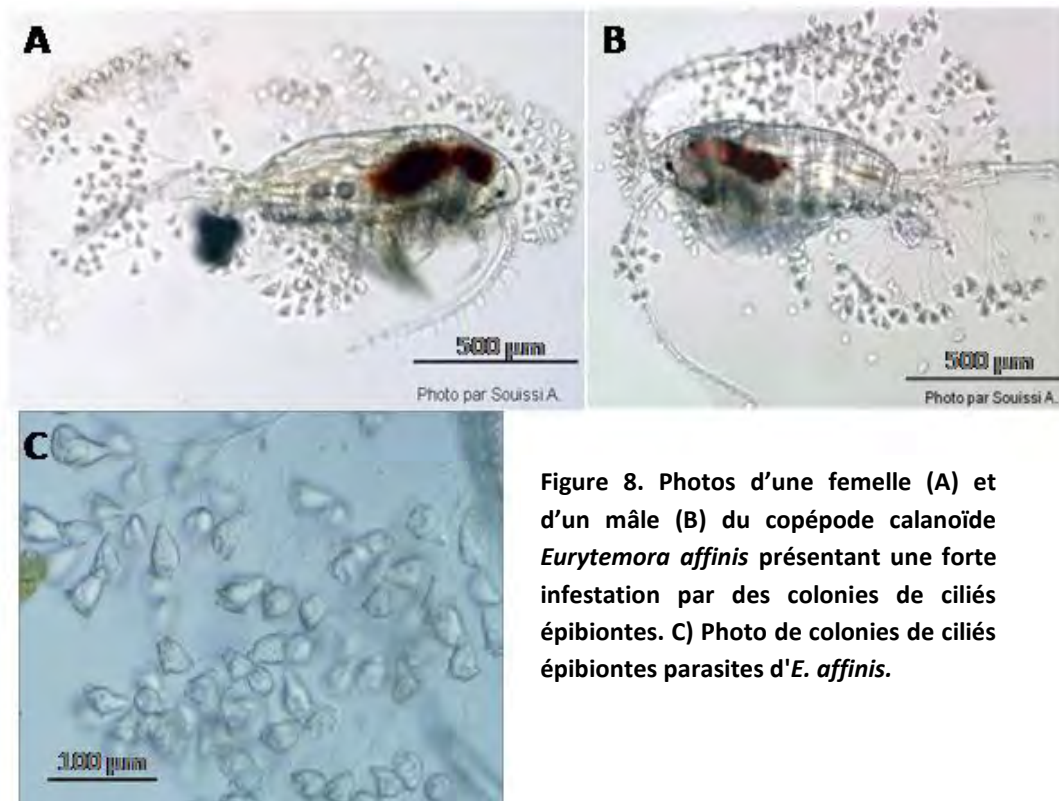 A
B
500 µm
500 µm
Photo par Souissi A.
Photo par Souissi A.
C
100 µm
Figure 8. Photos d’une femelle (A) et
d’un mâle (B) du copépode calanoïde
Eurytemora affinis présentant une forte
infestation par des colonies de ciliés
épibiontes. C) Photo de colonies de ciliés
épibiontes parasites d'E. affinis.